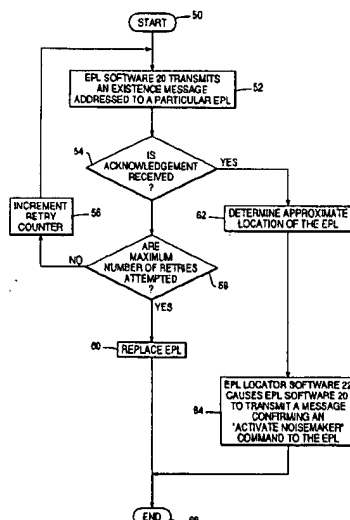 START
50
EPL SOFTWARE 20 TRANSMITS
AN EXISTENCE MESSAGE
ADDRESSED TO A PARTICULAR EPL
52
54
IS
ACKNOWLEDGEMENT
RECEIVED
?
YES
INCREMENT
RETRY
COUNTER
56
62
DETERMINE APPROXIMATE
LOCATION OF THE EPL
NO
ARE
MAXIMUM
NUMBER OF RETRIES
ATTEMPTED
?
58
YES
60
REPLACE EPL
EPL LOCATOR SOFTWARE 22
CAUSES EPL SOFTWARE 20
TO TRANSMIT A MESSAGE
CONFIRMING AN
"ACTIVATE NOISEMAKER"
COMMAND TO THE EPL
64
END